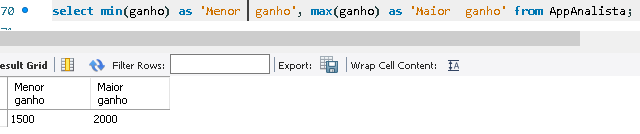 70 select min(ganho) as 'Menor  ganho', max(ganho) as 'Maior  ganho' from AppAnalista;
esult Grid Filter Rows: Export: Wrap Cell Content:
Menor ganho Maior ganho
1500 2000